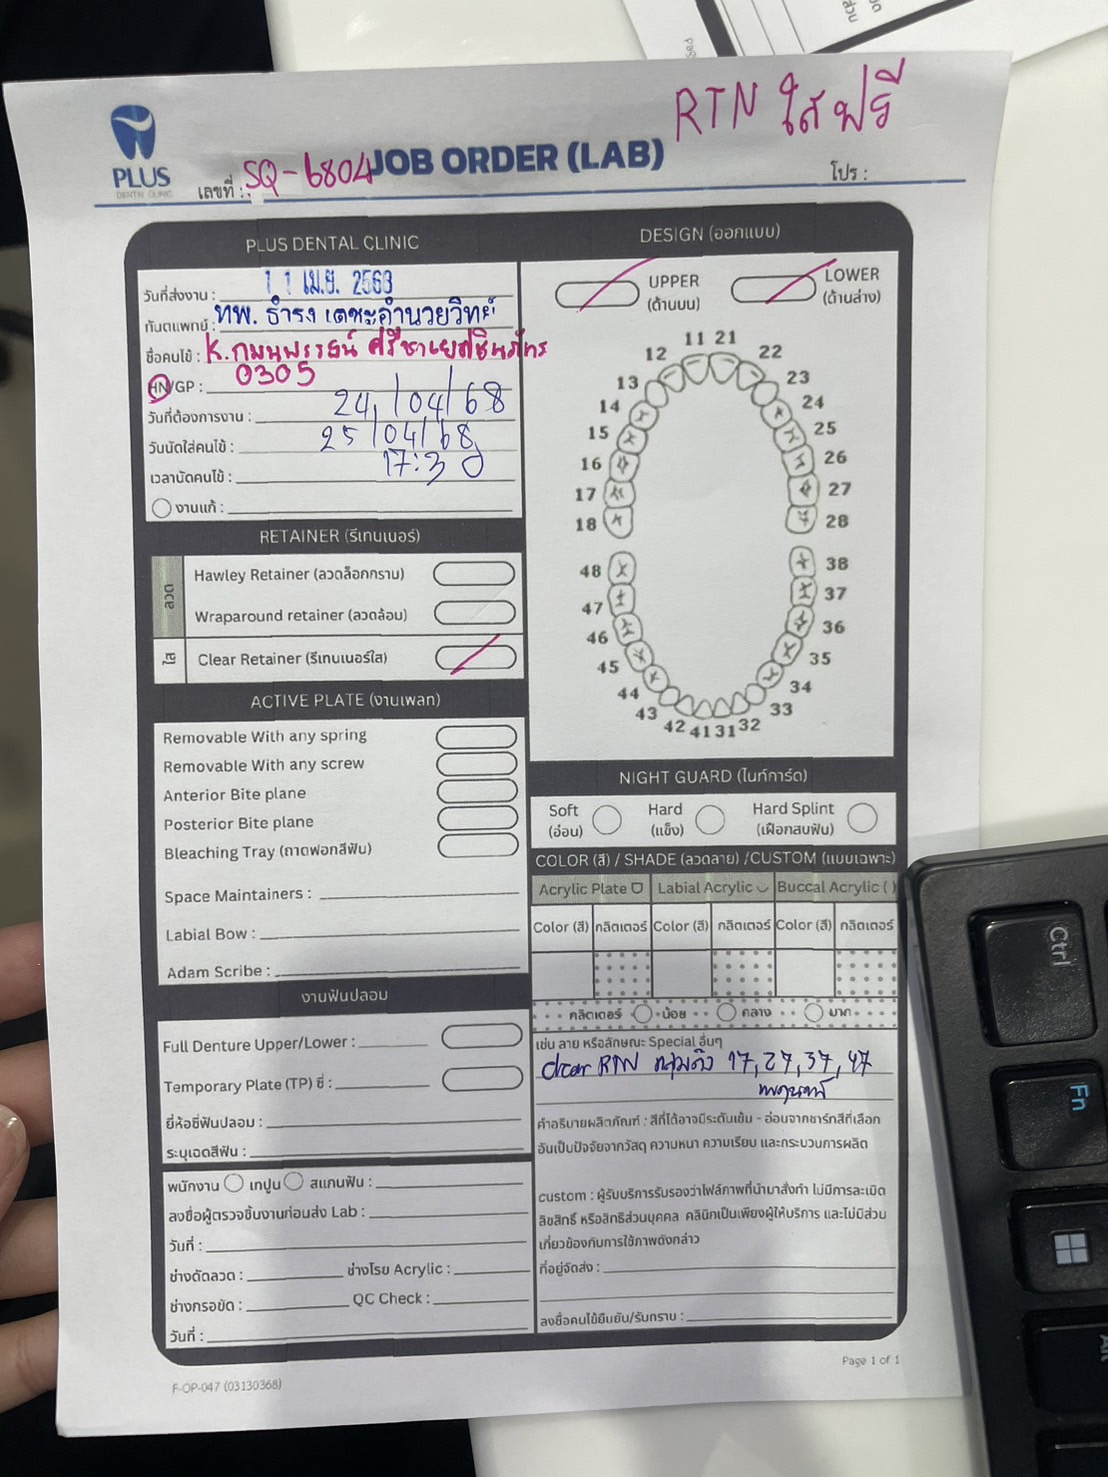 RTN ใส ฟรี
PLUS
DENTAL CLINIC
JOB ORDER (LAB)
เลขที่ : SQ-6804
โปร :
PLUS DENTAL CLINIC
วันที่ส่งงาน : 11 เม.ย. 2568
ทันตแพทย์ : ทพ. ธำรง เตชะอำนวยวิทย์
ชื่อคนไข้ : K.
HN/GP : 0305
วันที่ต้องการงาน : 24/04/68
วันนัดใส่คนไข้ : 25/04/68
เวลานัดคนไข้ : 17:30
งานแก้ :
RETAINER (รีเทนเนอร์)
ลวด
Hawley Retainer (ลวดล็อกกราม)
Wraparound retainer (ลวดล้อม)
ใส
Clear Retainer (รีเทนเนอร์ใส)
ACTIVE PLATE (งานเพลท)
Removable With any spring
Removable With any screw
Anterior Bite plane
Posterior Bite plane
Bleaching Tray (ถาดฟอกสีฟัน)
Space Maintainers :
Labial Bow :
Adam Scribe :
งานฟันปลอม
Full Denture Upper/Lower :
Temporary Plate (TP) ซี่ :
ยี่ห้อซี่ฟันปลอม :
ระบุเฉดสีฟัน :
พนักงาน เทปูน สแกนฟัน :
ลงชื่อผู้ตรวจชิ้นงานก่อนส่ง Lab :
วันที่ :
ช่างดัดลวด : ช่างโรย Acrylic :
ช่างกรอขัด : QC Check :
วันที่ :
DESIGN (ออกแบบ)
UPPER
(ด้านบน)
LOWER
(ด้านล่าง)
11 21
12 22
13 23
14 24
15 25
16 26
17 27
18 28
48 38
47 37
46 36
45 35
44 34
43 33
42 41 31 32
NIGHT GUARD (ไนท์การ์ด)
Soft
(อ่อน)
Hard
(แข็ง)
Hard Splint
(เฝือกสบฟัน)
COLOR (สี) / SHADE (ลวดลาย) /CUSTOM (แบบเฉพาะ)
Acrylic Plate Labial Acrylic Buccal Acrylic ( )
Color (สี) กลิตเตอร์ Color (สี) กลิตเตอร์ Color (สี) กลิตเตอร์
กลิตเตอร์ น้อย กลาง มาก
เช่น ลาย หรือลักษณะ Special อื่นๆ
clear RTN คลุมถึง 17, 27, 37, 47
คำอธิบายผลิตภัณฑ์ : สีที่ได้อาจมีระดับเข้ม - อ่อนจากชาร์ทสีที่เลือก
อันเป็นปัจจัยจากวัสดุ ความหนา ความเรียบ และกระบวนการผลิต
custom : ผู้รับบริการรับรองว่าไฟล์ภาพที่นำมาสั่งทำ ไม่มีการละเมิด
ลิขสิทธิ์ หรือสิทธิส่วนบุคคล คลินิกเป็นเพียงผู้ให้บริการ และไม่มีส่วน
เกี่ยวข้องกับการใช้ภาพดังกล่าว
ที่อยู่จัดส่ง :
ลงชื่อคนไข้ยืนยัน/รับทราบ :
Page 1 of 1
F-OP-047 (03130368)
Ctrl
Fn
Alt